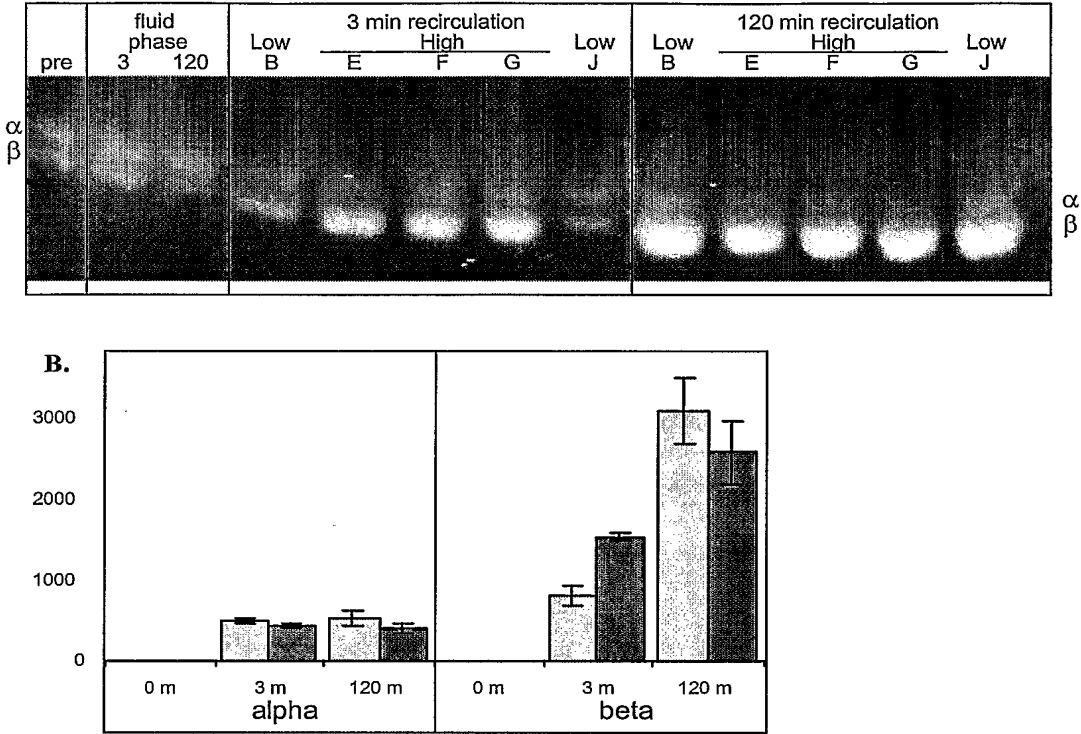 fluid
phase
3 min recirculation
120 min recirculation
Low High Low Low High Low
pre 3 120 B E F G J B E F G J
α
β
α
β
B.
3000
2000
1000
0
0 m 3 m 120 m 0 m 3 m 120 m
alpha beta